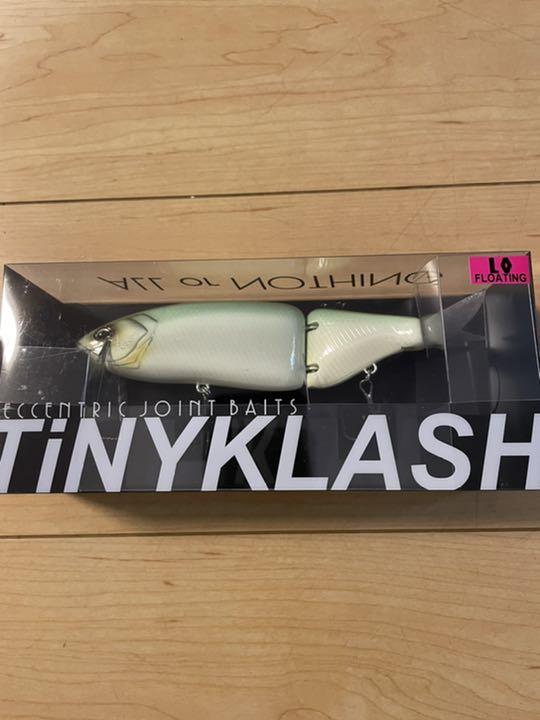 ALL or NOTHING
LO
FLOATING
ECCENTRIC JOINT BAITS
TiNYKLASH